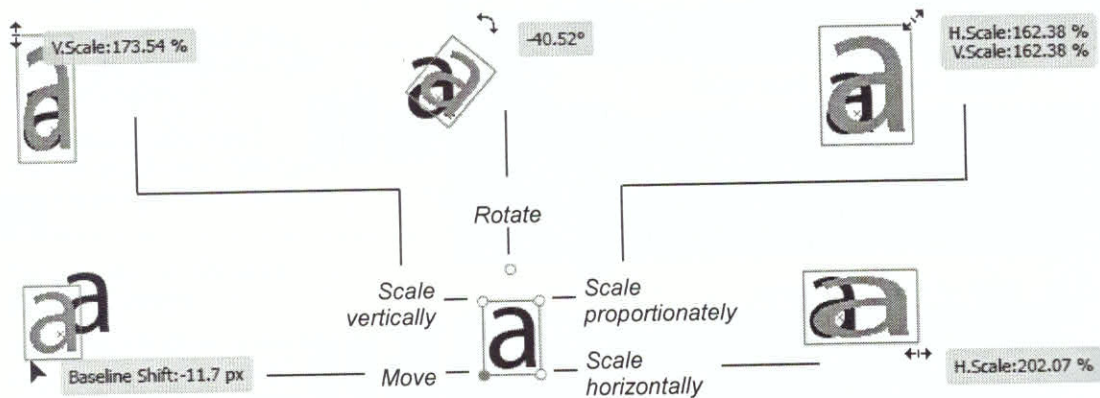 V.Scale:173.54 %
-40.52°
H.Scale:162.38 %
V.Scale:162.38 %
Rotate
Scale
vertically
Scale
proportionately
a
Move
Scale
horizontally
Baseline Shift:-11.7 px
H.Scale:202.07 %
a
a
a
a
a
a
a
a
a
a